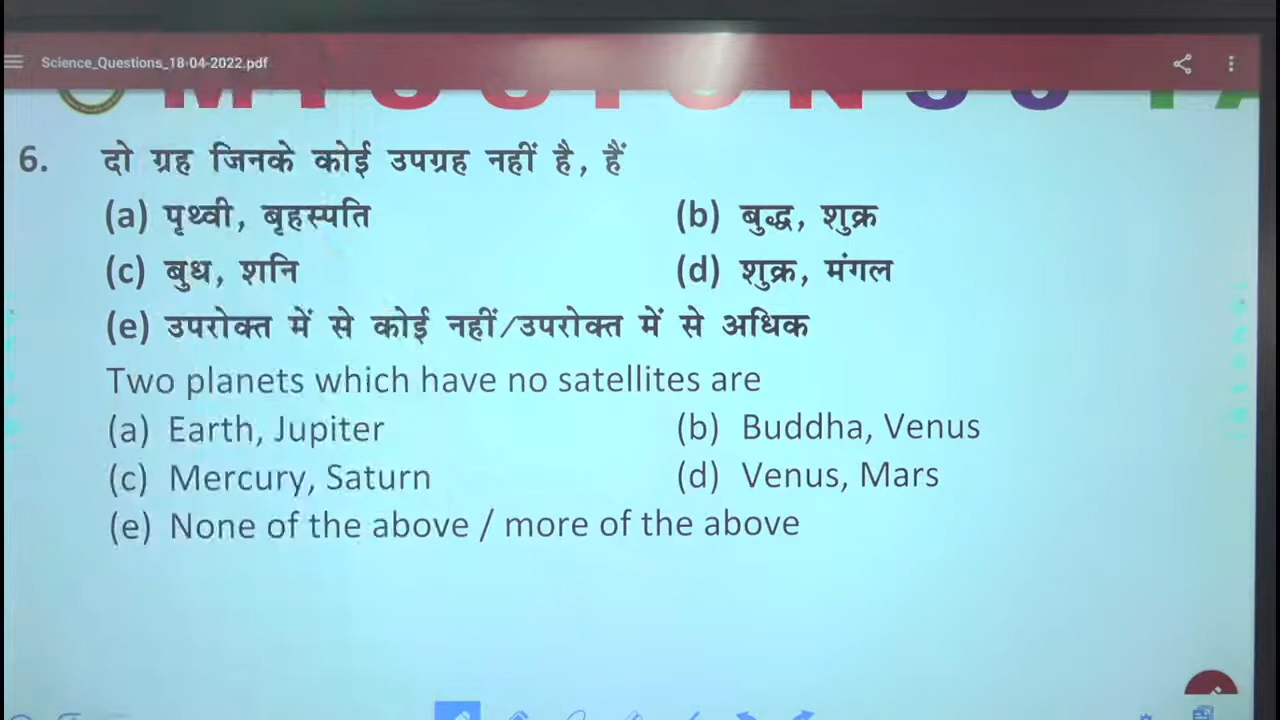 Science_Questions_18-04-2022.pdf
6. दो ग्रह जिनके कोई उपग्रह नहीं है, हैं
(a) पृथ्वी, बृहस्पति (b) बुद्ध, शुक्र
(c) बुध, शनि (d) शुक्र, मंगल
(e) उपरोक्त में से कोई नहीं/उपरोक्त में से अधिक
Two planets which have no satellites are
(a) Earth, Jupiter (b) Buddha, Venus
(c) Mercury, Saturn (d) Venus, Mars
(e) None of the above / more of the above